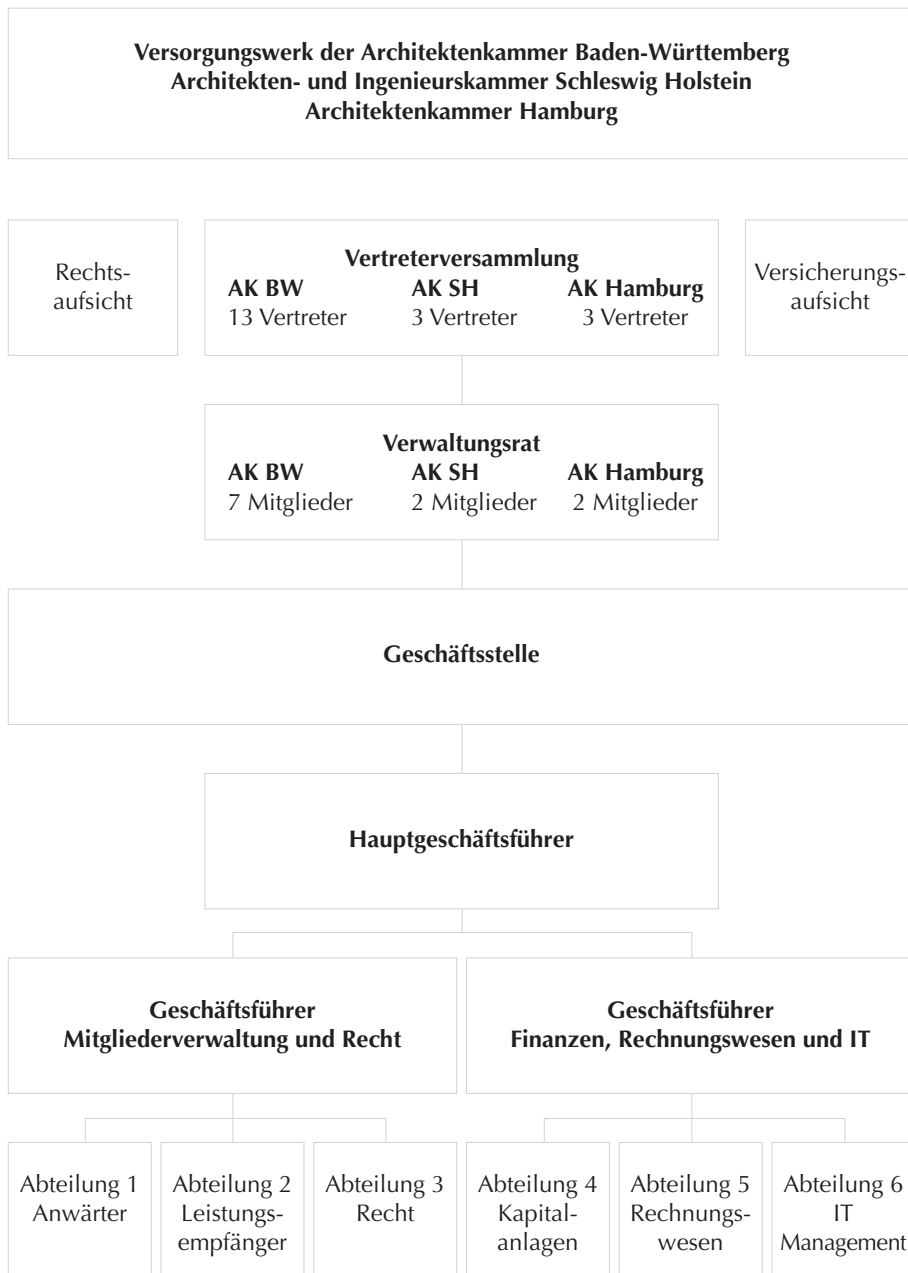 Versorgungswerk der Architektenkammer Baden-Württemberg
Architekten- und Ingenieurskammer Schleswig Holstein
Architektenkammer Hamburg
Rechts-
aufsicht
Vertreterversammlung
AK BW AK SH AK Hamburg
13 Vertreter 3 Vertreter 3 Vertreter
Versicherungs-
aufsicht
Verwaltungsrat
AK BW AK SH AK Hamburg
7 Mitglieder 2 Mitglieder 2 Mitglieder
Geschäftsstelle
Hauptgeschäftsführer
Geschäftsführer
Mitgliederverwaltung und Recht
Geschäftsführer
Finanzen, Rechnungswesen und IT
Abteilung 1
Anwärter
Abteilung 2
Leistungs-
empfänger
Abteilung 3
Recht
Abteilung 4
Kapital-
anlagen
Abteilung 5
Rechnungs-
wesen
Abteilung 6
IT
Management